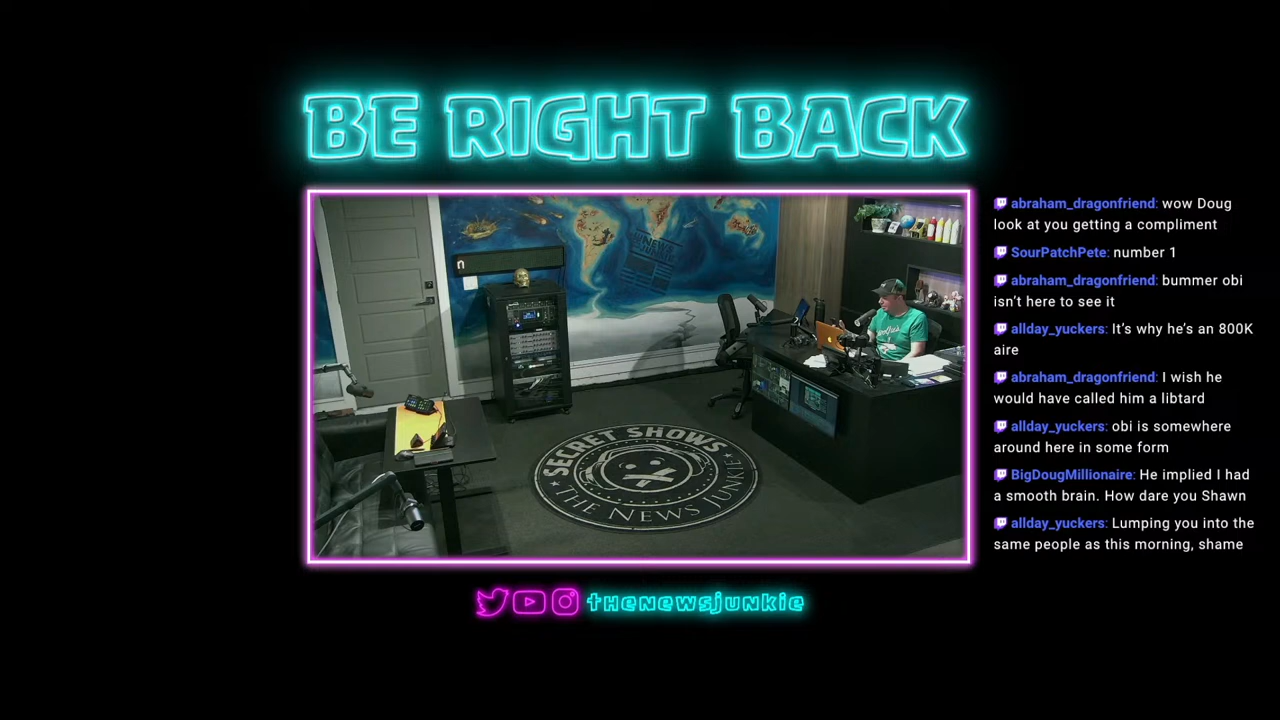 BE RIGHT BACK
abraham_dragonfriend: wow Doug
look at you getting a compliment
SourPatchPete: number 1
abraham_dragonfriend: bummer obi
isn't here to see it
allday_yuckers: It's why he's an 800K
aire
abraham_dragonfriend: I wish he
would have called him a libtard
allday_yuckers: obi is somewhere
around here in some form
BigDougMillionaire: He implied I had
a smooth brain. How dare you Shawn
allday_yuckers: Lumping you into the
same people as this morning, shame
n
SECRET SHOWS
THE NEWS JUNKIE
thenewsjunkie